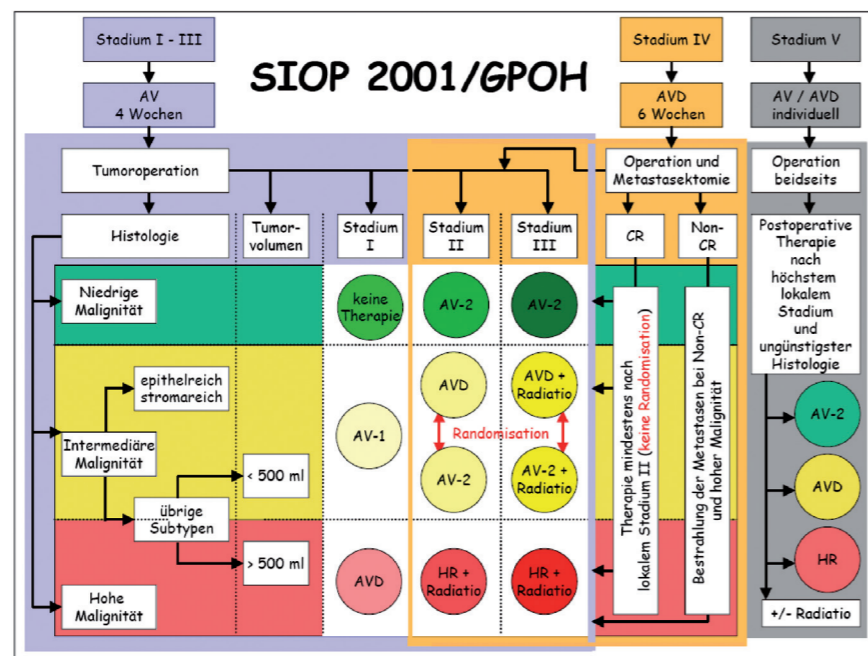 Stadium I - III
Stadium IV
Stadium V
SIOP 2001/GPOH
AV
4 Wochen
AVD
6 Wochen
AV / AVD
individuell
Tumoroperation
Operation und
Metastasektomie
Operation
beidseits
Histologie
Tumor-
volumen
Stadium
I
Stadium
II
Stadium
III
CR
Non-
CR
Postoperative
Therapie
nach
höchstem
lokalem
Stadium
und
ungünstigster
Histologie
Niedrige
Malignität
keine
Therapie
AV-2
AV-2
Therapie mindestens nach
lokalem Stadium II (keine Randomisation)
Bestrahlung der Metastasen bei Non-CR
und hoher Malignität
epithelreich
stromareich
AVD
AVD +
Radiatio
Intermediäre
Malignität
AV-1
Randomisation
< 500 ml
AV-2
AV-2 +
Radiatio
übrige
Subtypen
> 500 ml
AVD
HR +
Radiatio
HR +
Radiatio
Hohe
Malignität
AV-2
AVD
HR
+/- Radiatio